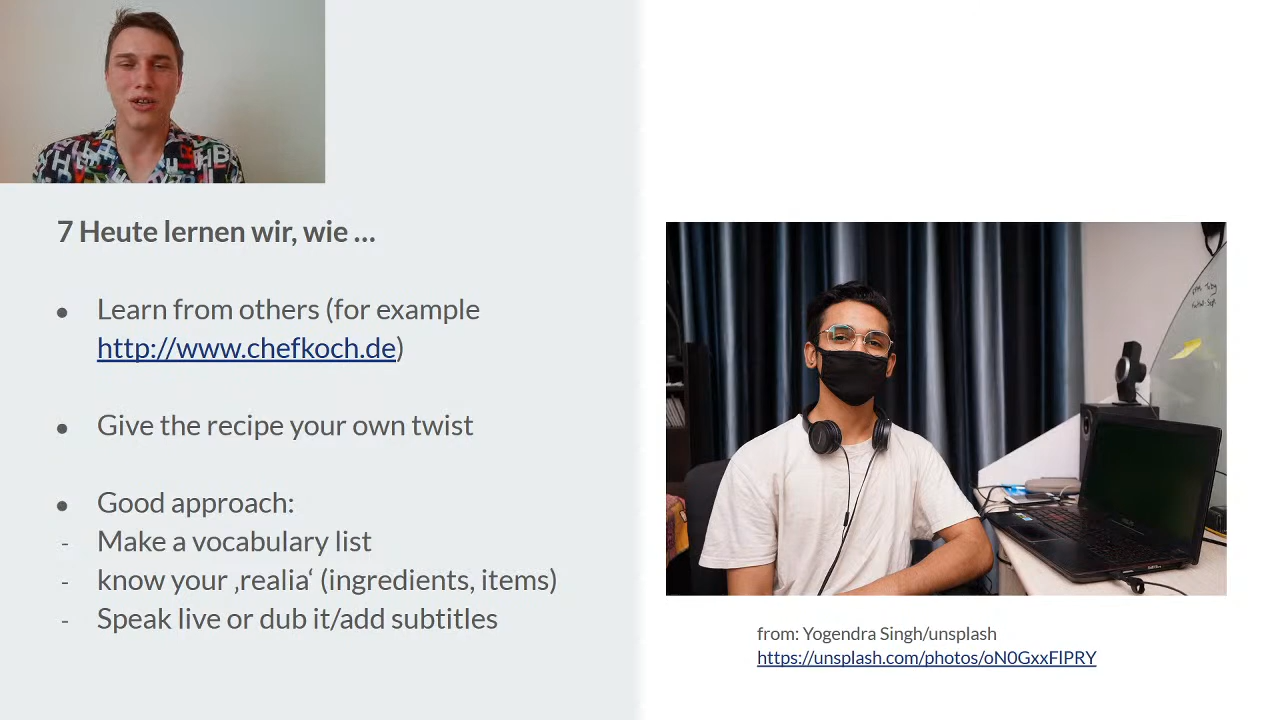 7 Heute lernen wir, wie ...
● Learn from others (for example
http://www.chefkoch.de)
● Give the recipe your own twist
● Good approach:
- Make a vocabulary list
- know your ‚realia‘ (ingredients, items)
- Speak live or dub it/add subtitles
from: Yogendra Singh/unsplash
https://unsplash.com/photos/oN0GxxFlPRY